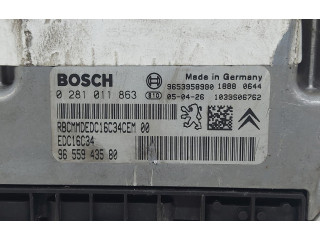 BOSCH
Made in Germany
9653958980 1888 0644
0 281 011 863
05-04-26 1039S06762
RBCMMDEDC16C34CEM 00
EDC16C34
96 559 435 80